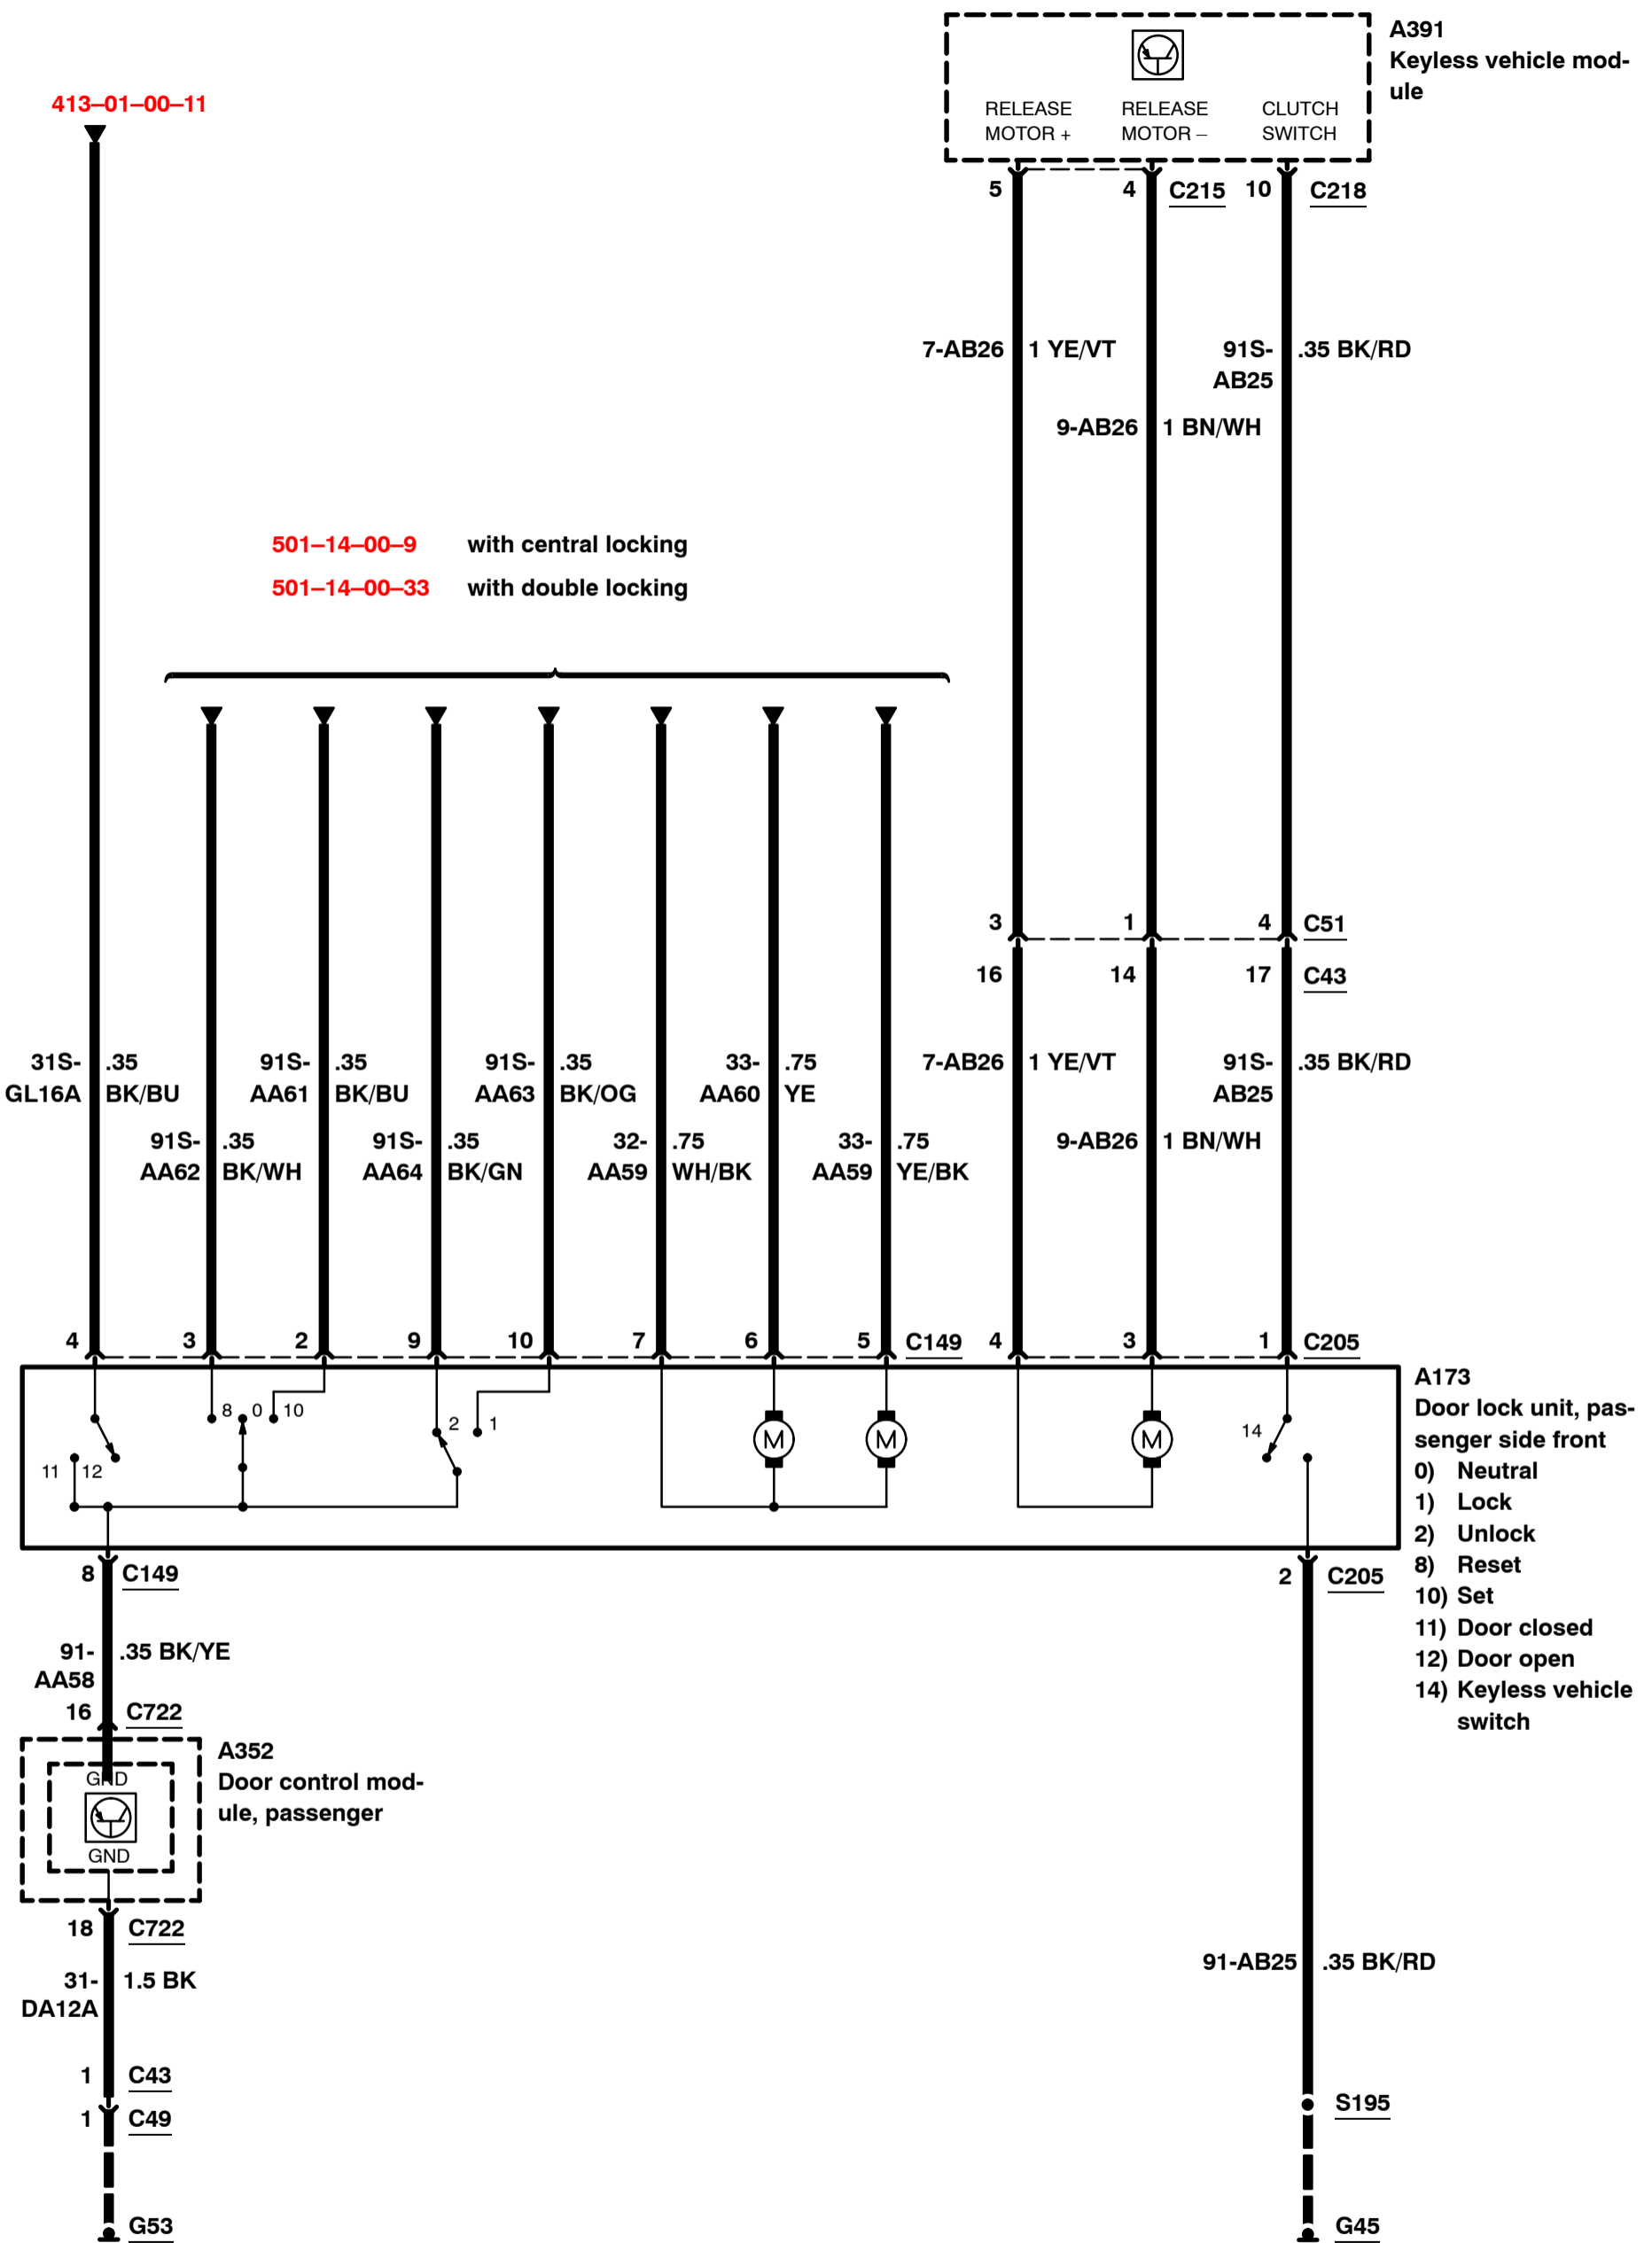 A391
Keyless vehicle mod-
ule
RELEASE MOTOR +
RELEASE MOTOR –
CLUTCH SWITCH
413–01–00–11
5
4
C215
10
C218
7-AB26
1 YE/VT
91S-
AB25
.35 BK/RD
9-AB26
1 BN/WH
501–14–00–9 with central locking
501–14–00–33 with double locking
3
1
4
C51
16
14
17
C43
31S-
GL16A
.35
BK/BU
91S-
AA61
.35
BK/BU
91S-
AA63
.35
BK/OG
33-
AA60
.75
YE
7-AB26
1 YE/VT
91S-
AB25
.35 BK/RD
91S-
AA62
.35
BK/WH
91S-
AA64
.35
BK/GN
32-
AA59
.75
WH/BK
33-
AA59
.75
YE/BK
9-AB26
1 BN/WH
4
3
2
9
10
7
6
5
C149
4
3
1
C205
8
0
10
2
1
M
M
M
14
11
12
A173
Door lock unit, pas-
senger side front
0) Neutral
1) Lock
2) Unlock
8) Reset
10) Set
11) Door closed
12) Door open
14) Keyless vehicle
switch
8
C149
2
C205
91-
AA58
.35 BK/YE
16
C722
A352
Door control mod-
ule, passenger
GND
GND
18
C722
31-
DA12A
1.5 BK
91-AB25
.35 BK/RD
1
C43
1
C49
S195
G53
G45